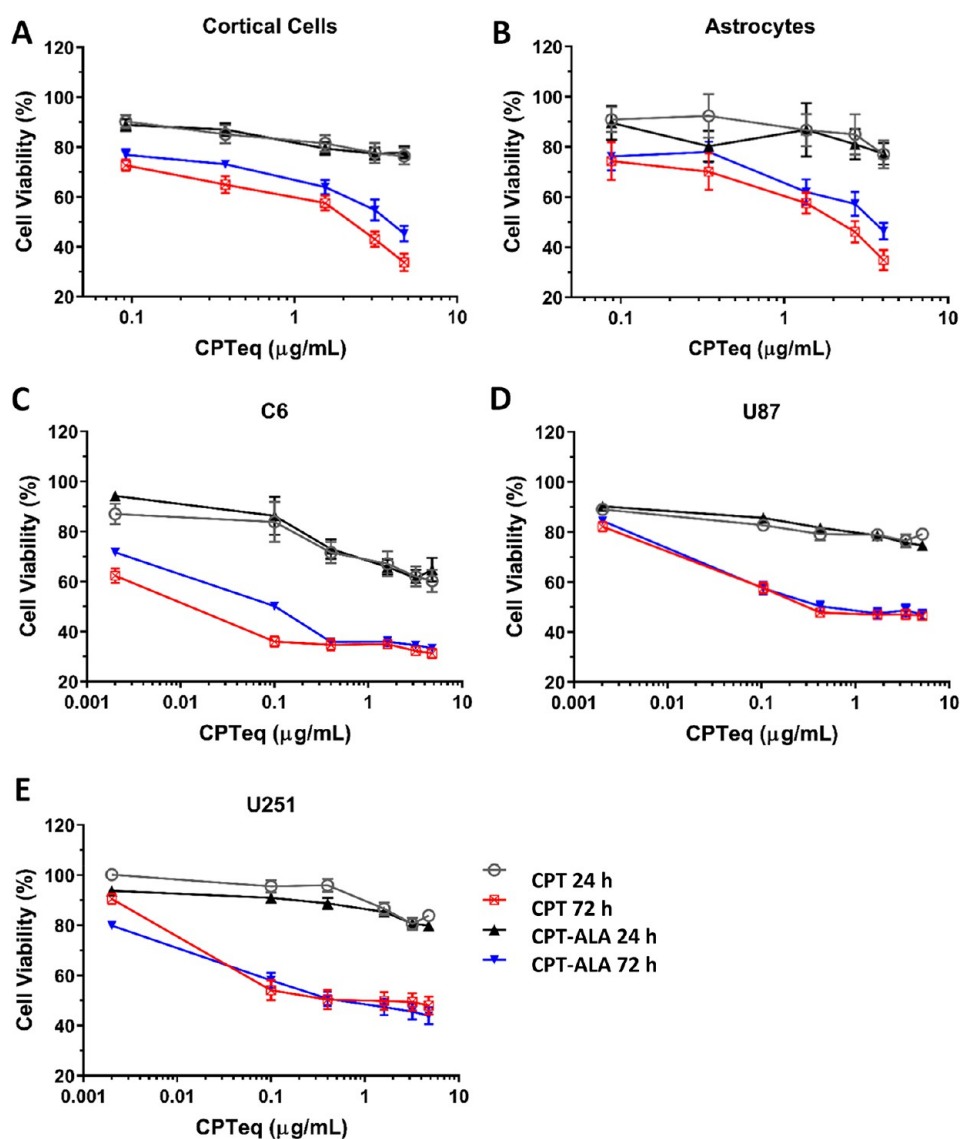 A
Cortical Cells
120
100
80
60
40
20
Cell Viability (%)
0.1
1
10
CPTeq (μg/mL)
B
Astrocytes
120
100
80
60
40
20
Cell Viability (%)
0.1
1
10
CPTeq (μg/mL)
C
C6
120
100
80
60
40
20
Cell Viability (%)
0.001
0.01
0.1
1
10
CPTeq (μg/mL)
D
U87
120
100
80
60
40
20
Cell Viability (%)
0.001
0.01
0.1
1
10
CPTeq (μg/mL)
E
U251
120
100
80
60
40
20
Cell Viability (%)
0.001
0.01
0.1
1
10
CPTeq (μg/mL)
CPT 24 h
CPT 72 h
CPT-ALA 24 h
CPT-ALA 72 h